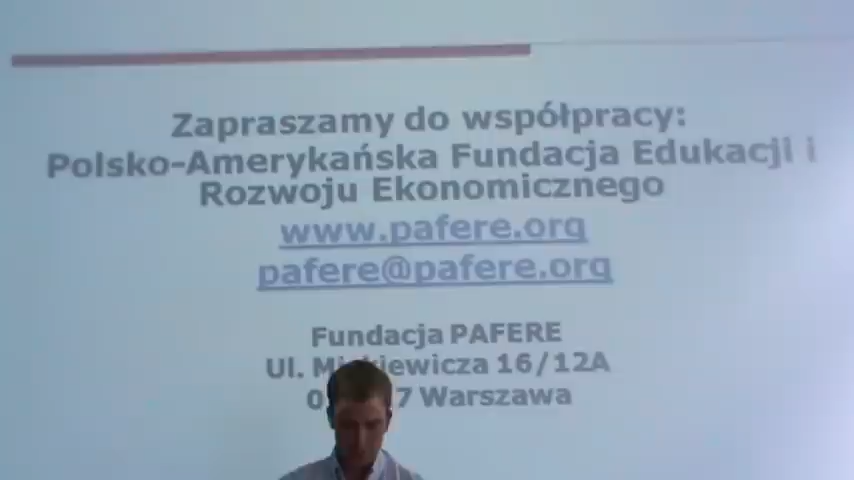 Zapraszamy do współpracy:
Polsko-Amerykańska Fundacja Edukacji i
Rozwoju Ekonomicznego
www.pafere.org
pafere@pafere.org
Fundacja PAFERE
Ul. 16/12A
Warszawa